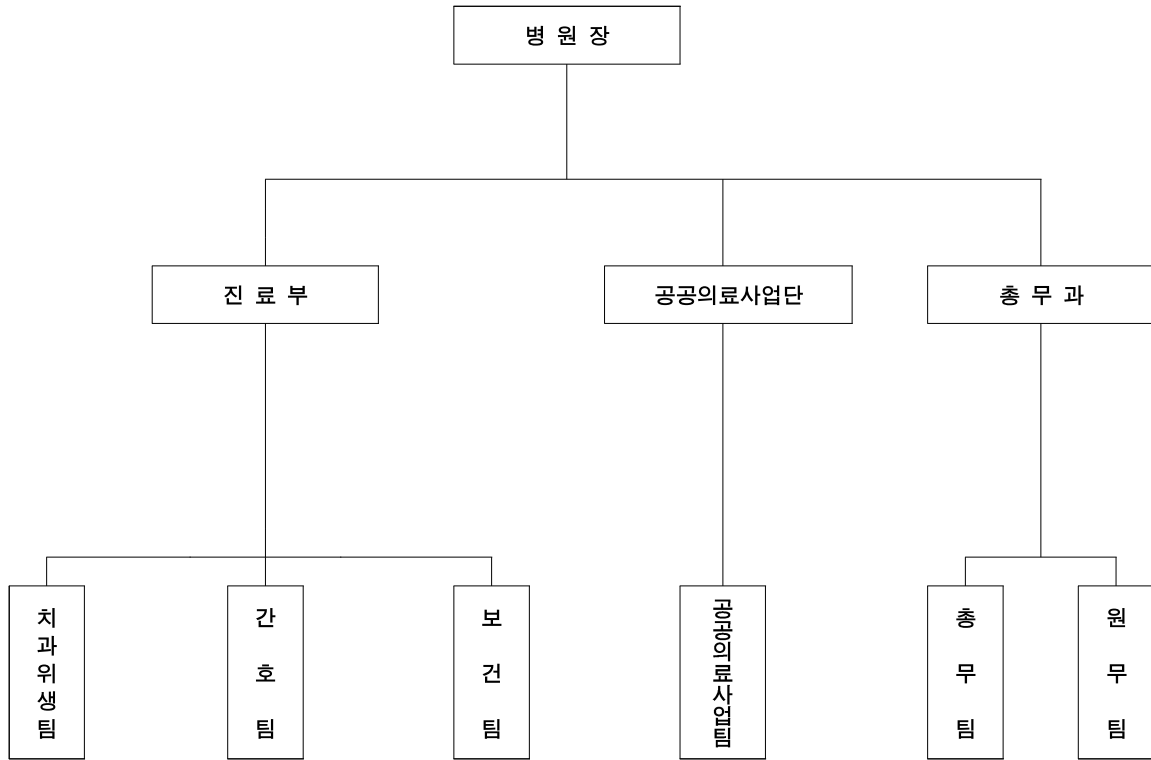 병 원 장
진 료 부
공공의료사업단
총 무 과
치과위생팀
간호팀
보건팀
공공의료사업팀
총무팀
원무팀